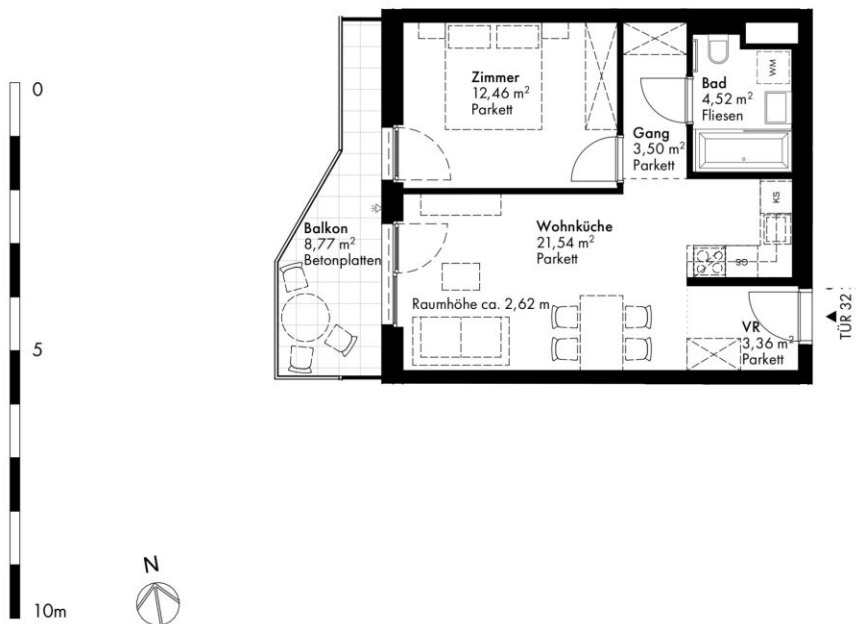 0
5
10m
N
Zimmer
12,46 m²
Parkett
Bad
4,52 m²
Fliesen
WM
Gang
3,50 m²
Parkett
Balkon
8,77 m²
Betonplatten
Wohnküche
21,54 m²
Parkett
KS
GS
Raumhöhe ca. 2,62 m
VR
3,36 m²
Parkett
TÜR 32